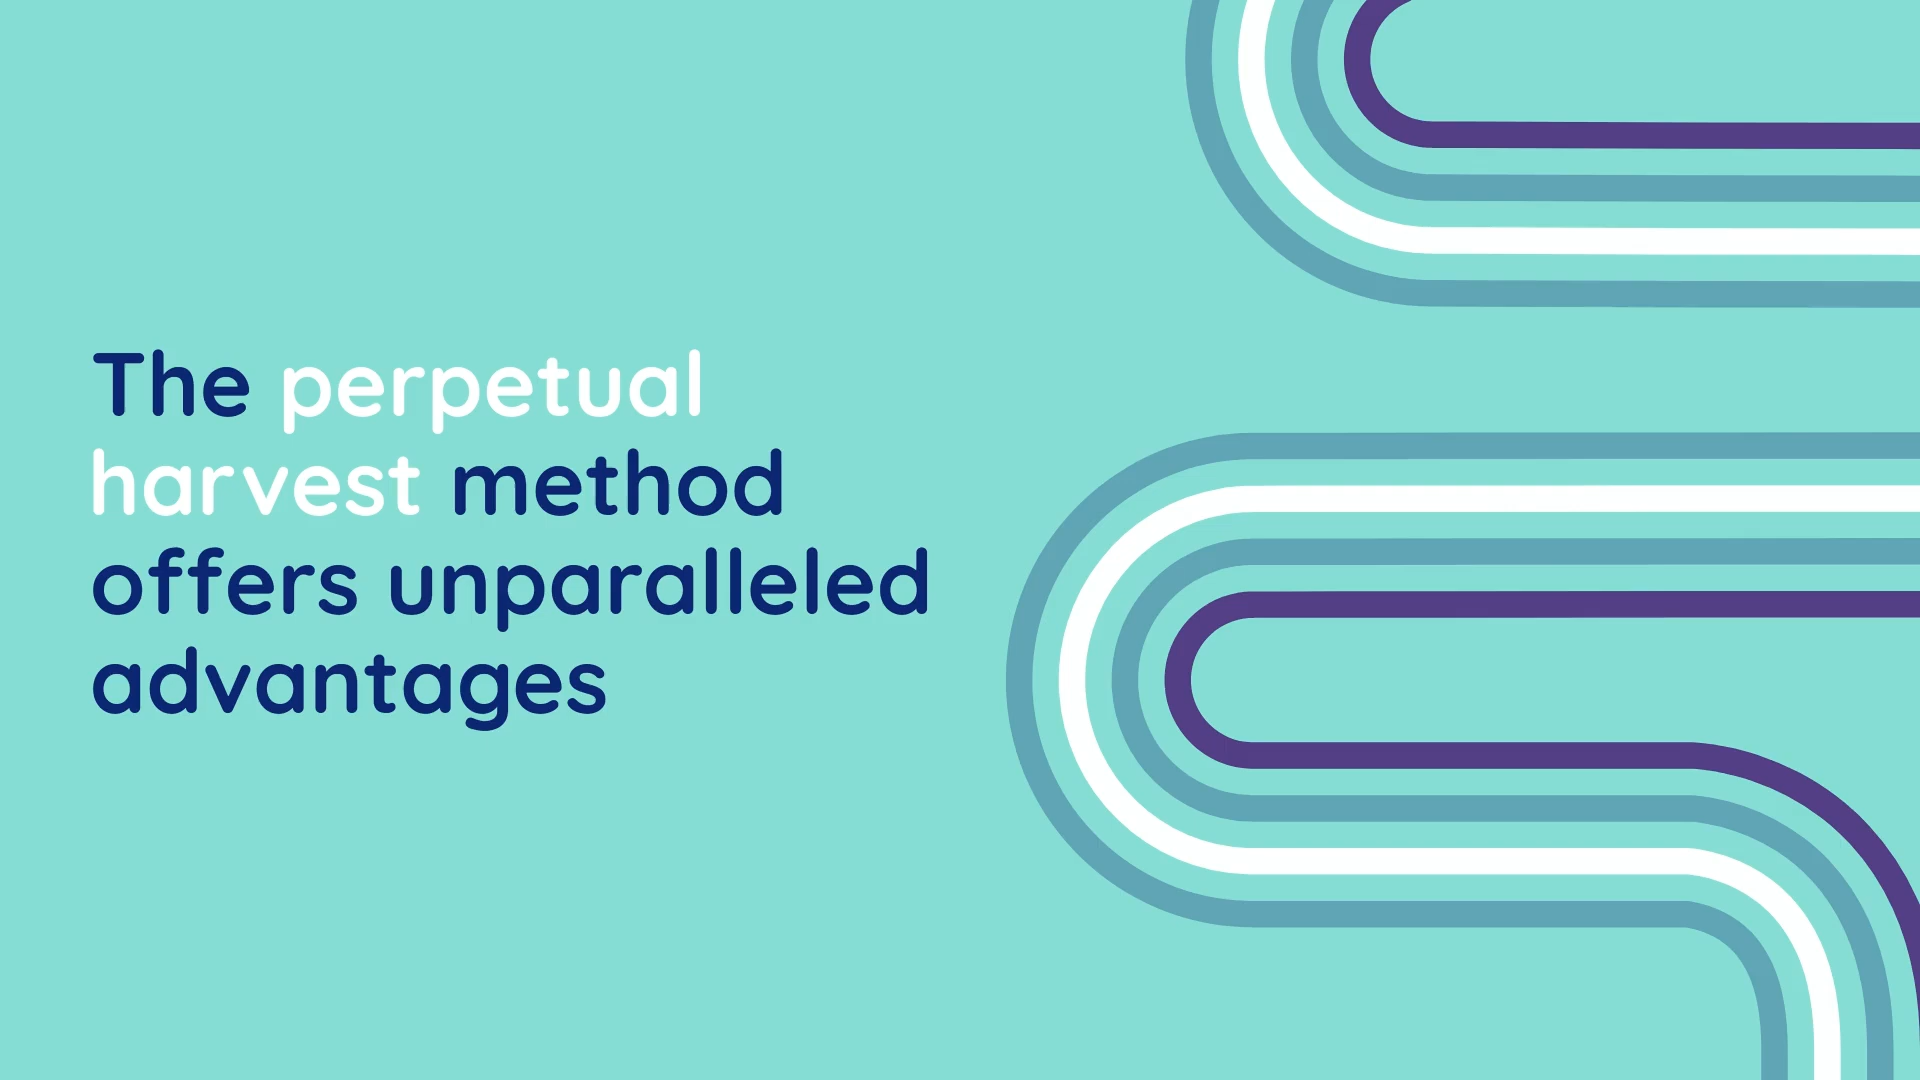 The perpetual
harvest method
offers unparalleled
advantages